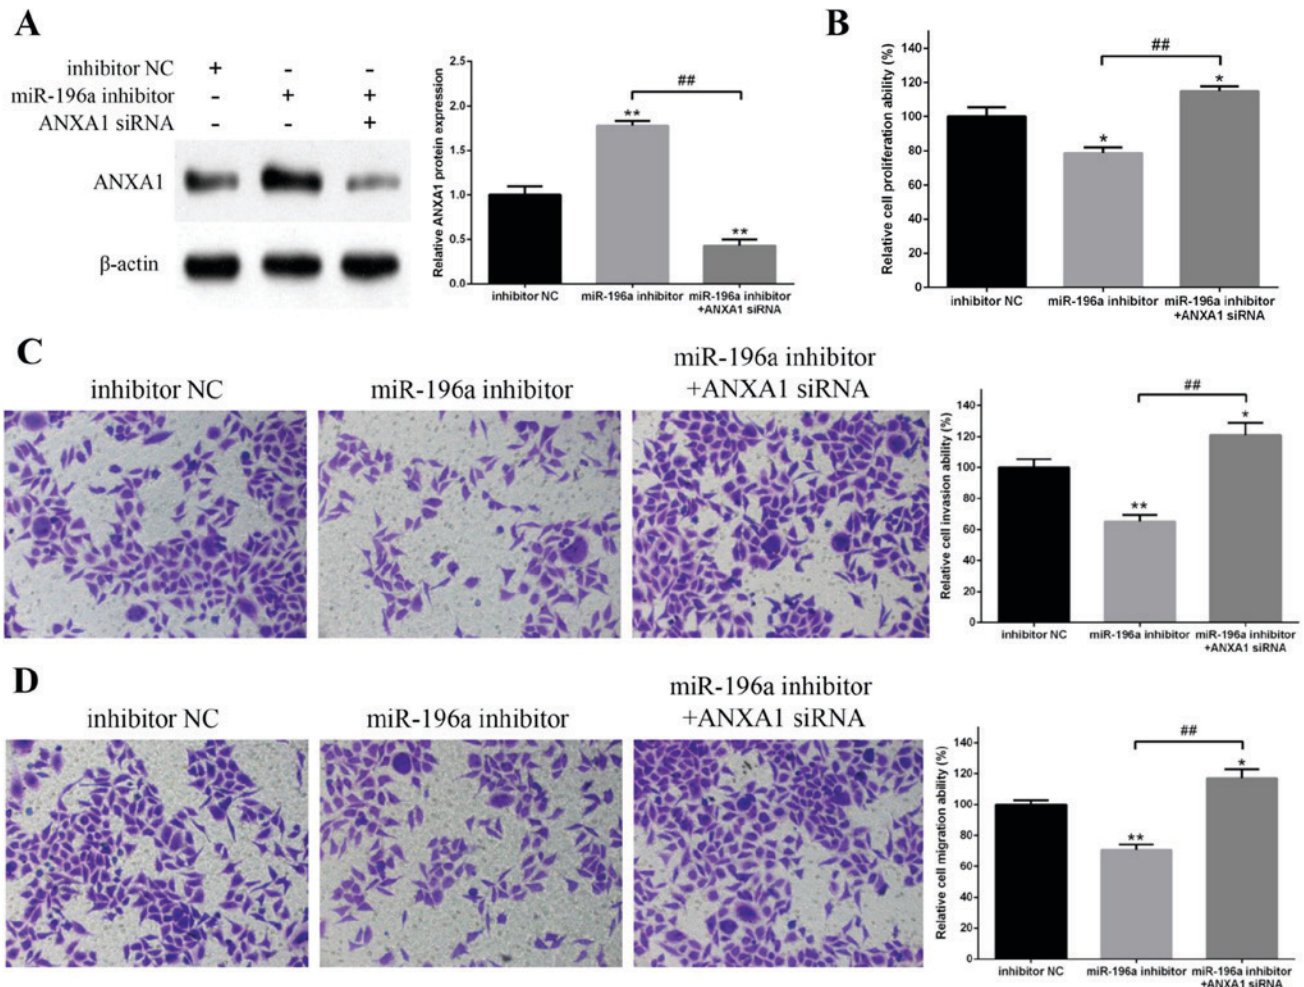 A
inhibitor NC + - -
miR-196a inhibitor - + +
ANXA1 siRNA - - +
ANXA1
β-actin
Relative ANXA1 protein expression
2.5
2.0
1.5
1.0
0.5
0.0
##
**
**
inhibitor NC
miR-196a inhibitor
miR-196a inhibitor
+ANXA1 siRNA
B
Relative cell proliferation ability (%)
140
120
100
80
60
40
20
0
##
*
*
inhibitor NC
miR-196a inhibitor
miR-196a inhibitor
+ANXA1 siRNA
C
inhibitor NC
miR-196a inhibitor
miR-196a inhibitor
+ANXA1 siRNA
Relative cell invasion ability (%)
140
120
100
80
60
40
20
0
##
**
*
inhibitor NC
miR-196a inhibitor
miR-196a inhibitor
+ANXA1 siRNA
D
inhibitor NC
miR-196a inhibitor
miR-196a inhibitor
+ANXA1 siRNA
Relative cell migration ability (%)
140
120
100
80
60
40
20
0
##
**
*
inhibitor NC
miR-196a inhibitor
miR-196a inhibitor
+ANXA1 siRNA